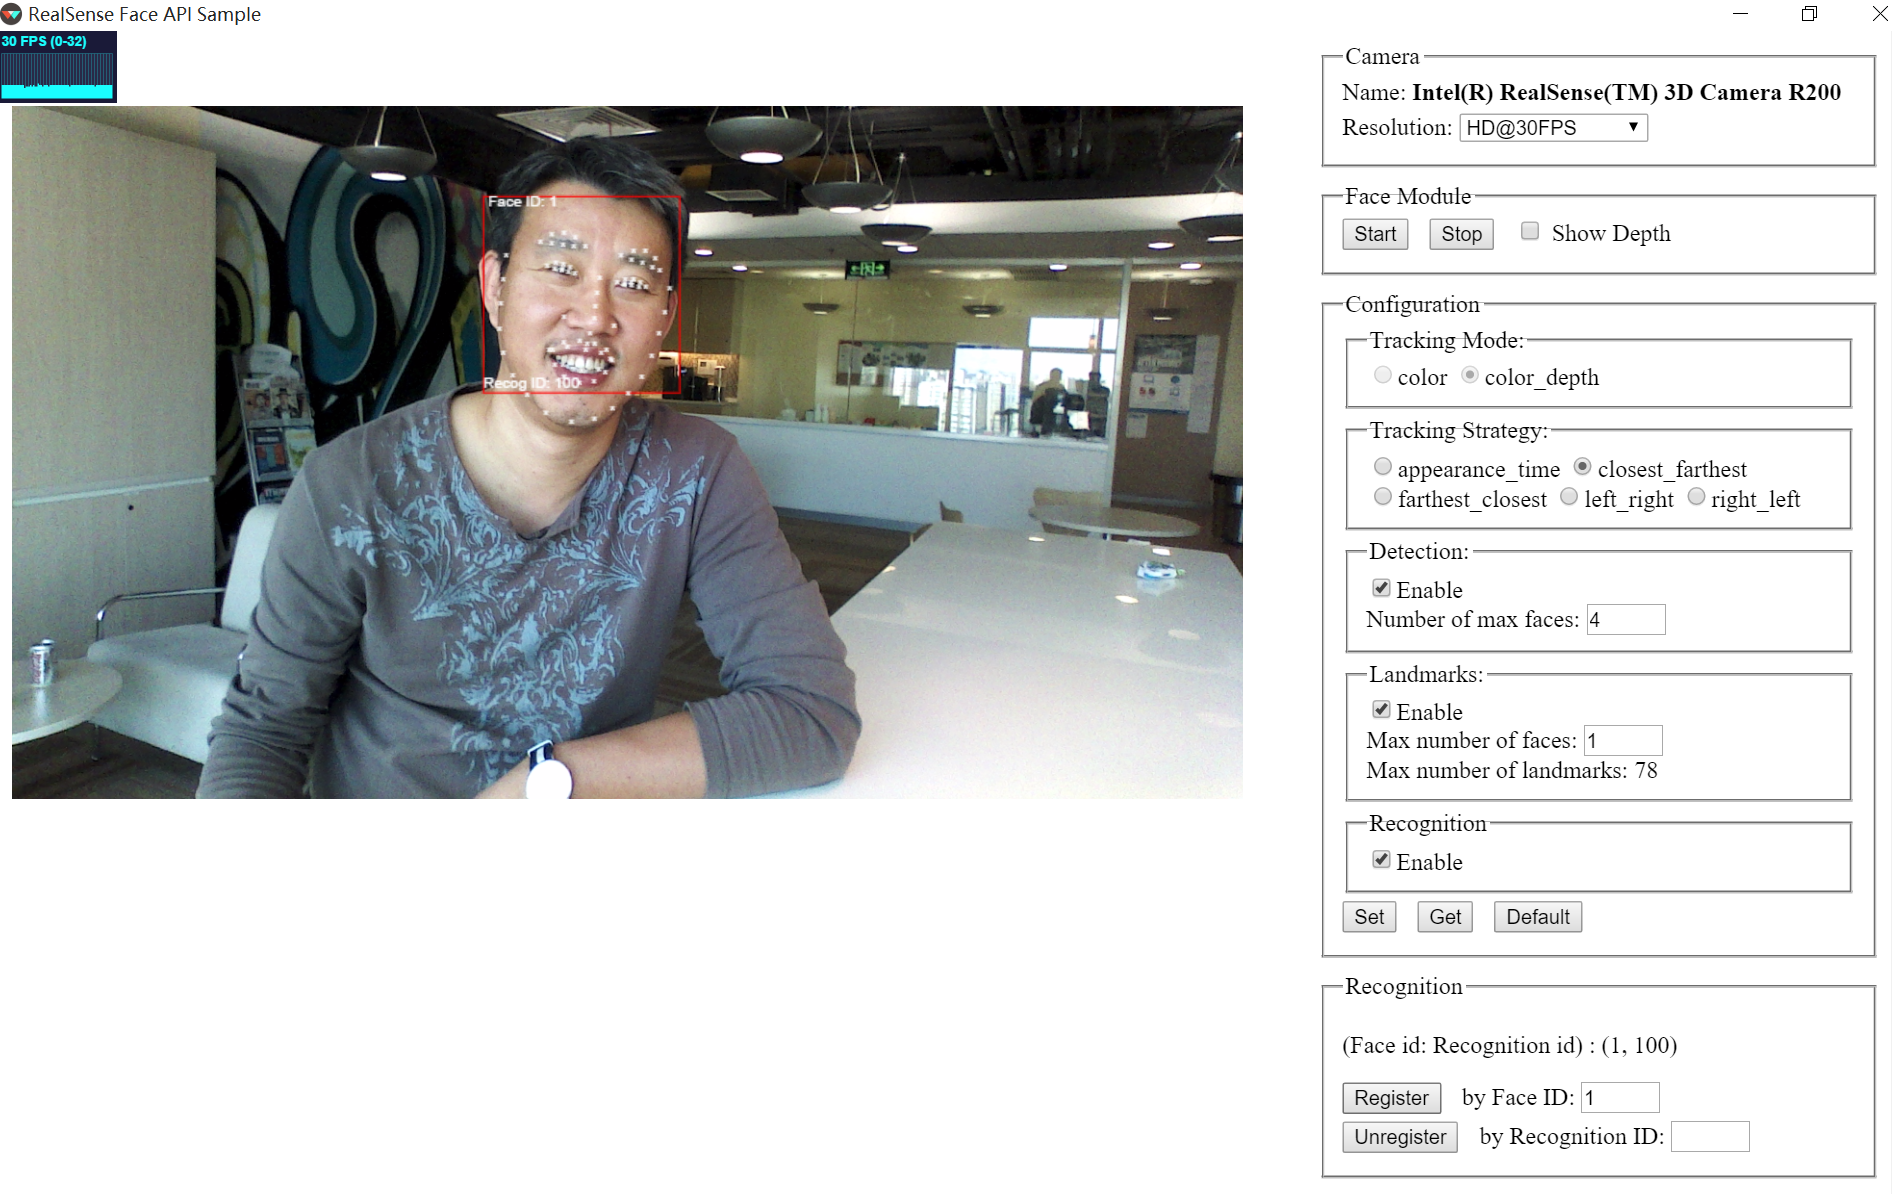 RealSense Face API Sample
30 FPS (0-32)
Face ID: 1
Recog ID: 100
Camera
Name: Intel(R) RealSense(TM) 3D Camera R200
Resolution: HD@30FPS
Face Module
Start Stop Show Depth
Configuration
Tracking Mode:
color color_depth
Tracking Strategy:
appearance_time closest_farthest
farthest_closest left_right right_left
Detection:
Enable
Number of max faces: 4
Landmarks:
Enable
Max number of faces: 1
Max number of landmarks: 78
Recognition
Enable
Set Get Default
Recognition
(Face id: Recognition id) : (1, 100)
Register by Face ID: 1
Unregister by Recognition ID: